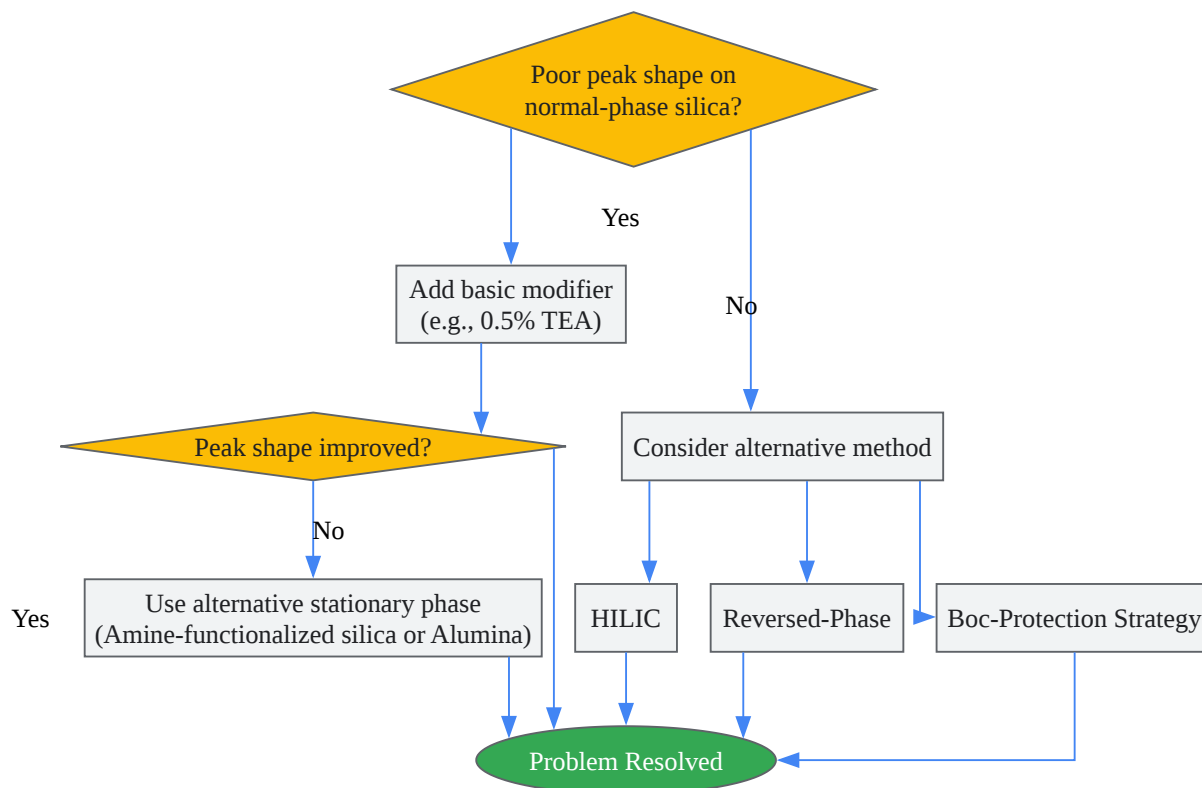 Poor peak shape on
normal-phase silica?
Yes
Add basic modifier
(e.g., 0.5% TEA)
No
Peak shape improved?
Consider alternative method
No
Yes
Use alternative stationary phase
(Amine-functionalized silica or Alumina)
HILIC
Reversed-Phase
Boc-Protection Strategy
Problem Resolved